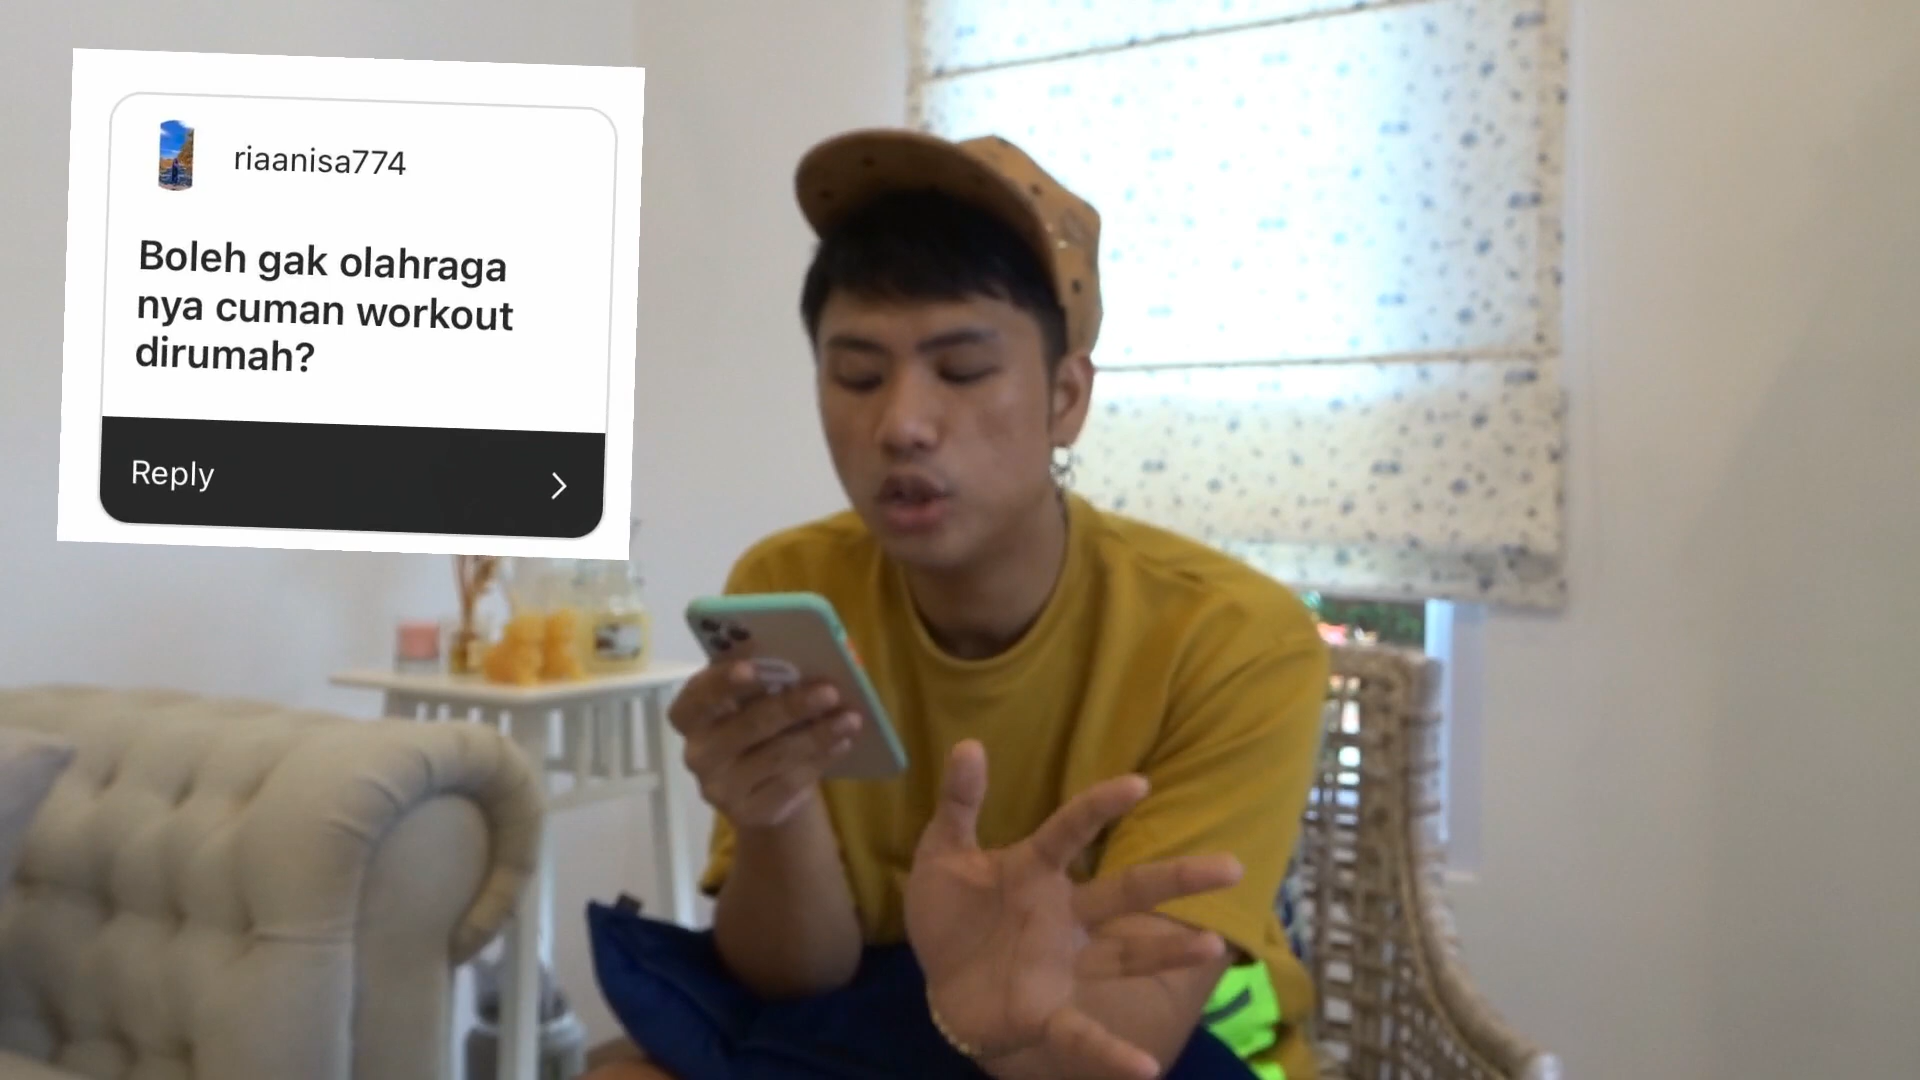 riaanisa774
Boleh gak olahraga
nya cuman workout
dirumah?
Reply